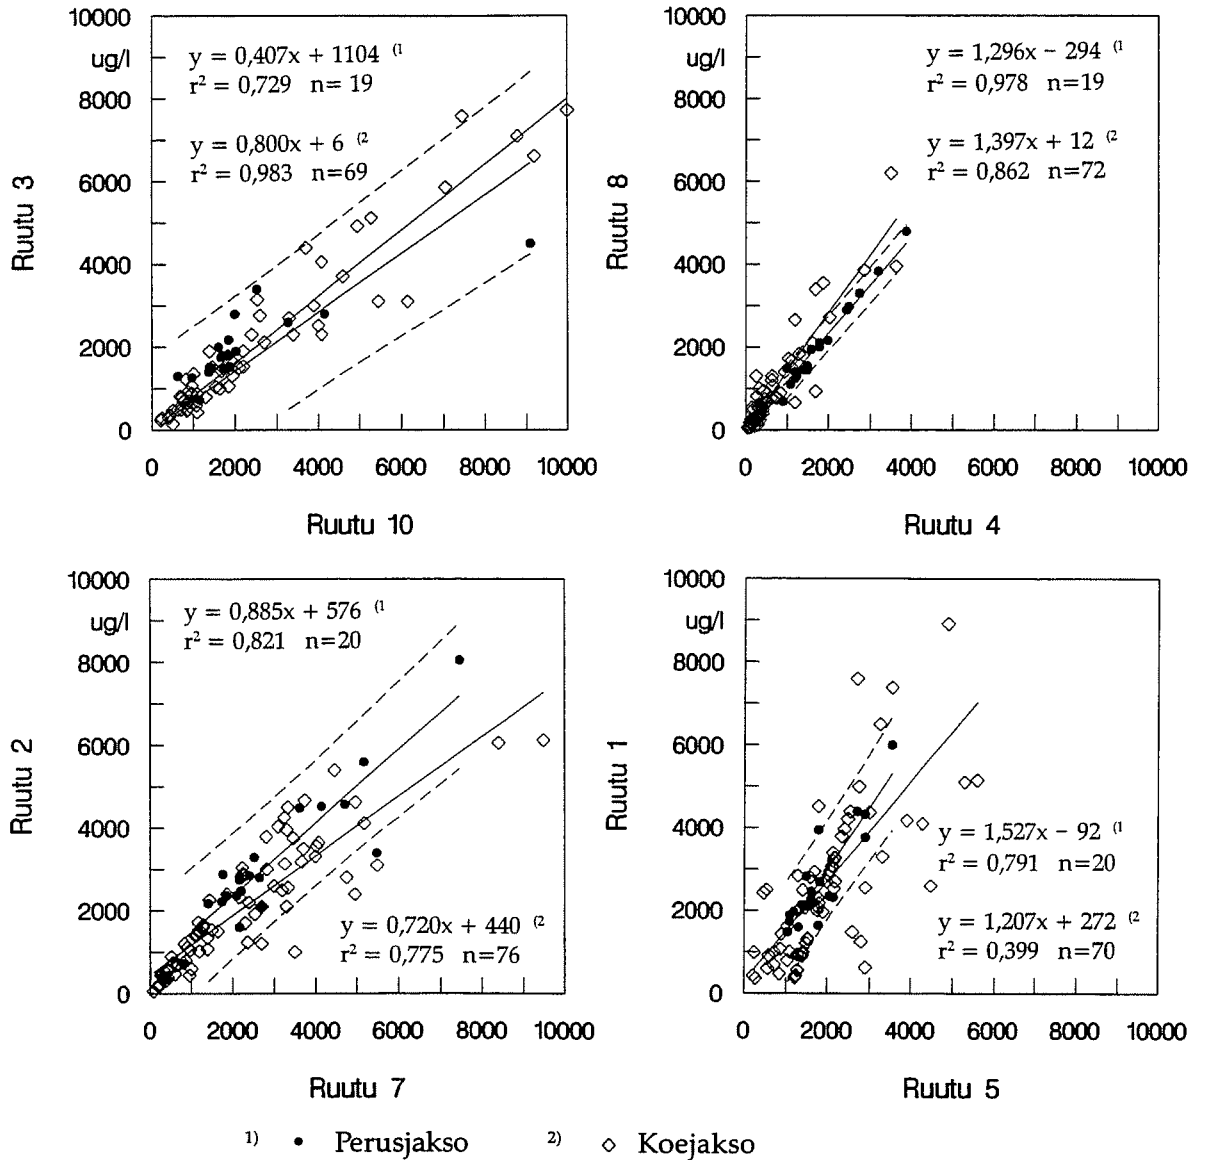 10000
ug/l
8000
6000
4000
2000
0
Ruutu 3
y = 0,407x + 1104 (1
r² = 0,729 n= 19
y = 0,800x + 6 (2
r² = 0,983 n=69
0 2000 4000 6000 8000 10000
Ruutu 10
10000
ug/l
8000
6000
4000
2000
0
Ruutu 8
y = 1,296x − 294 (1
r² = 0,978 n=19
y = 1,397x + 12 (2
r² = 0,862 n=72
0 2000 4000 6000 8000 10000
Ruutu 4
10000
ug/l
8000
6000
4000
2000
0
Ruutu 2
y = 0,885x + 576 (1
r² = 0,821 n=20
y = 0,720x + 440 (2
r² = 0,775 n=76
0 2000 4000 6000 8000 10000
Ruutu 7
10000
ug/l
8000
6000
4000
2000
0
Ruutu 1
y = 1,527x − 92 (1
r² = 0,791 n=20
y = 1,207x + 272 (2
r² = 0,399 n=70
0 2000 4000 6000 8000 10000
Ruutu 5
1) • Perusjakso 2) ◇ Koejakso